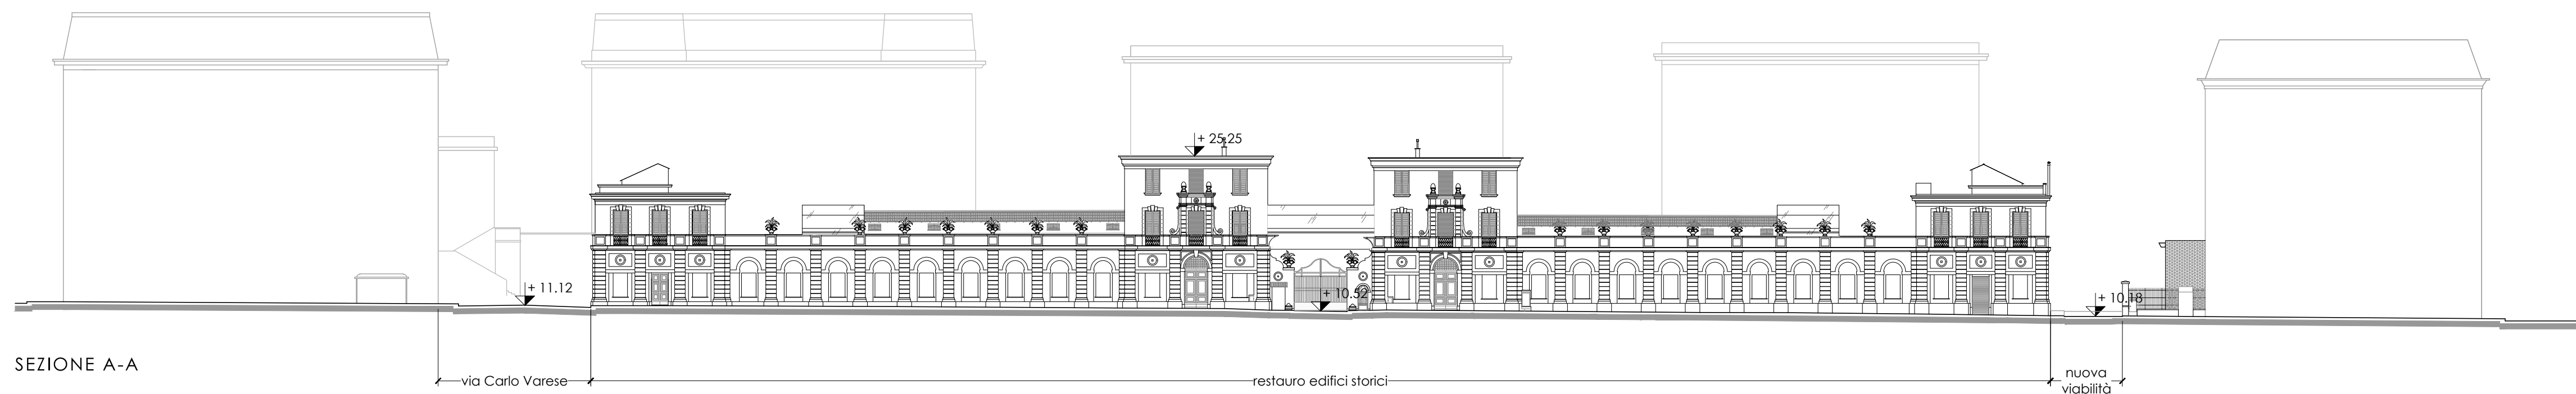 + 25.25
+ 11.12
+ 10.52
+ 10.18
SEZIONE A-A
via Carlo Varese
restauro edifici storici
nuova
viabilità